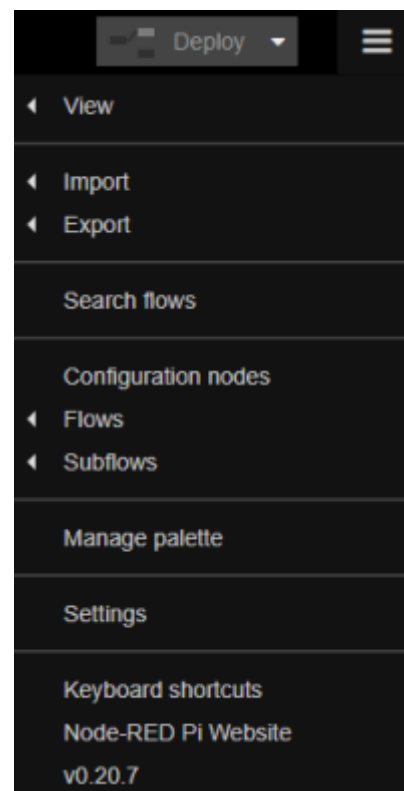 Deploy
View
Import
Export
Search flows
Configuration nodes
Flows
Subflows
Manage palette
Settings
Keyboard shortcuts
Node-RED Pi Website
v0.20.7